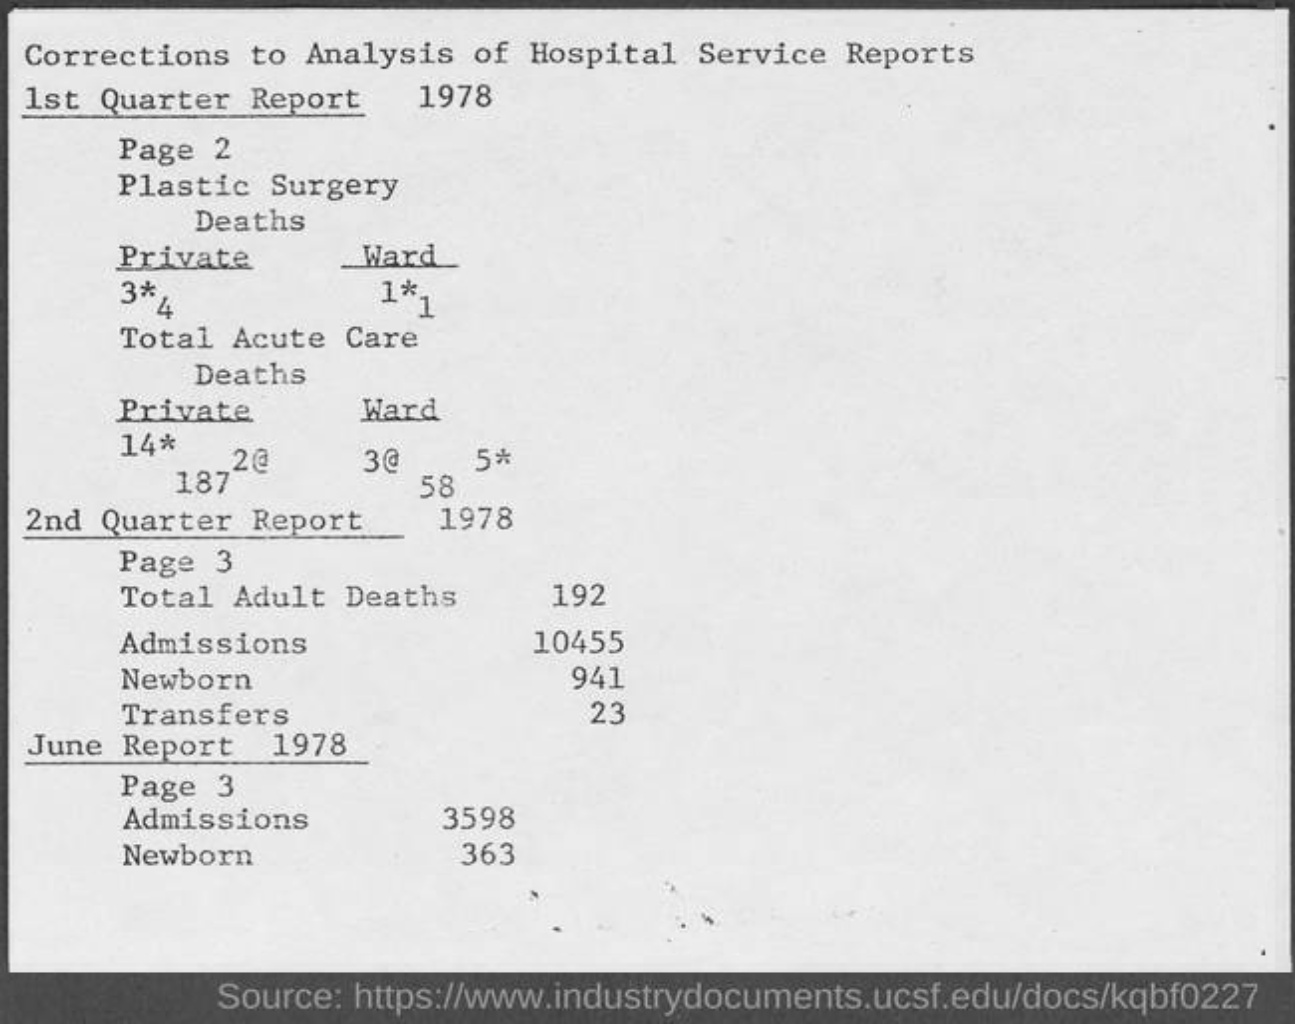 Corrections to Analysis of Hospital Service Reports
1st Quarter Report 1978
Page 2
Plastic Surgery
Deaths
Private Ward
3*4 1*1
Total Acute Care
Deaths
Private Ward
14* 2@ 3@ 5*
187 58
2nd Quarter Report 1978
Page 3
Total Adult Deaths 192
Admissions 10455
Newborn 941
Transfers 23
June Report 1978
Page 3
Admissions 3598
Newborn 363
Source: https://www.industrydocuments.ucsf.edu/docs/kqbf0227